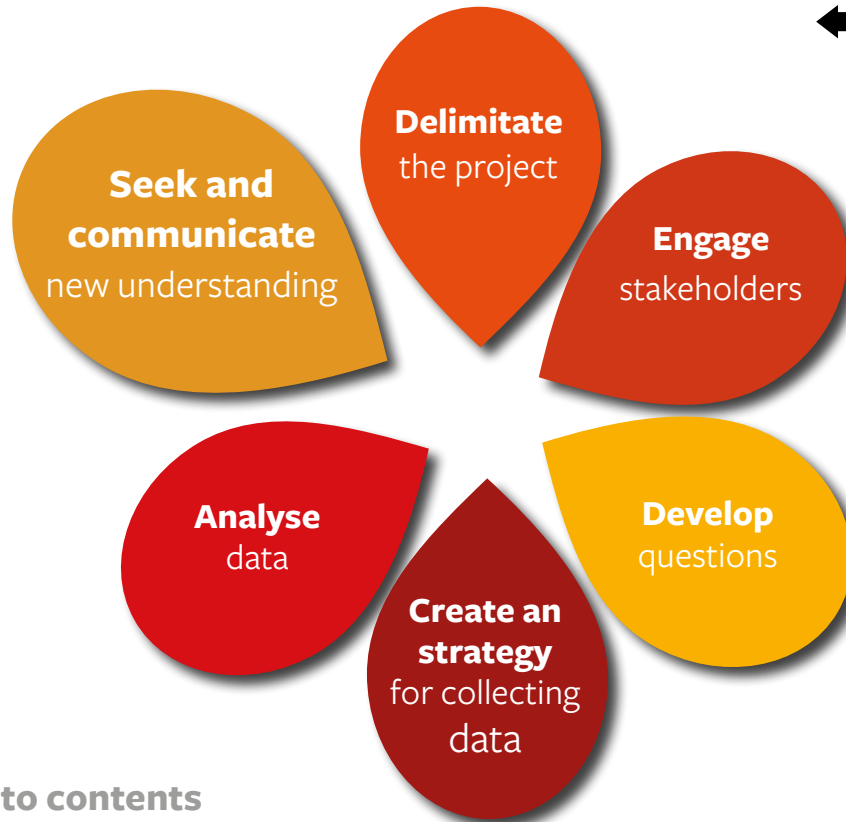 Delimitate
the project
Engage
stakeholders
Develop
questions
Create an
strategy
for collecting
data
Analyse
data
Seek and
communicate
new understanding
to contents